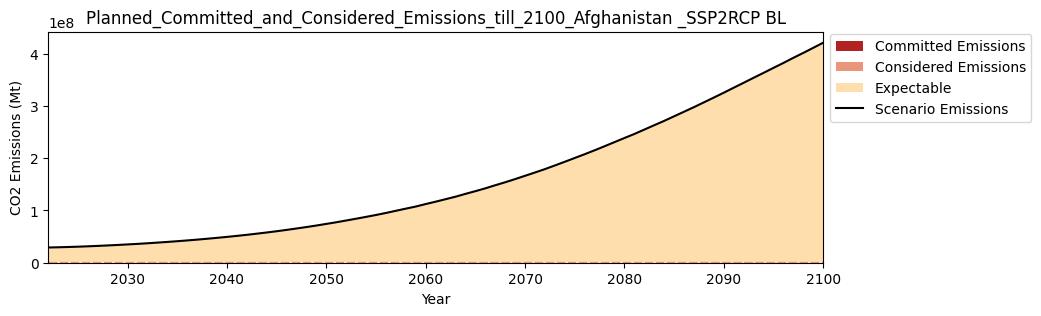 Planned_Committed_and_Considered_Emissions_till_2100_Afghanistan _SSP2RCP BL
1e8
4
3
2
1
0
CO2 Emissions (Mt)
2030 2040 2050 2060 2070 2080 2090 2100
Year
Committed Emissions
Considered Emissions
Expectable
Scenario Emissions